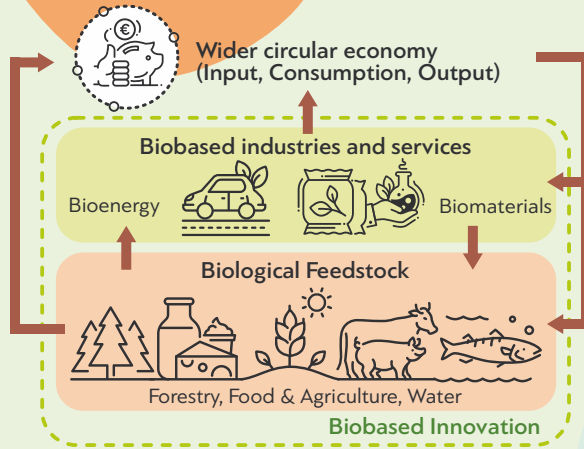 €
Wider circular economy
(Input, Consumption, Output)
Biobased industries and services
Bioenergy
Biomaterials
Biological Feedstock
Forestry, Food & Agriculture, Water
Biobased Innovation